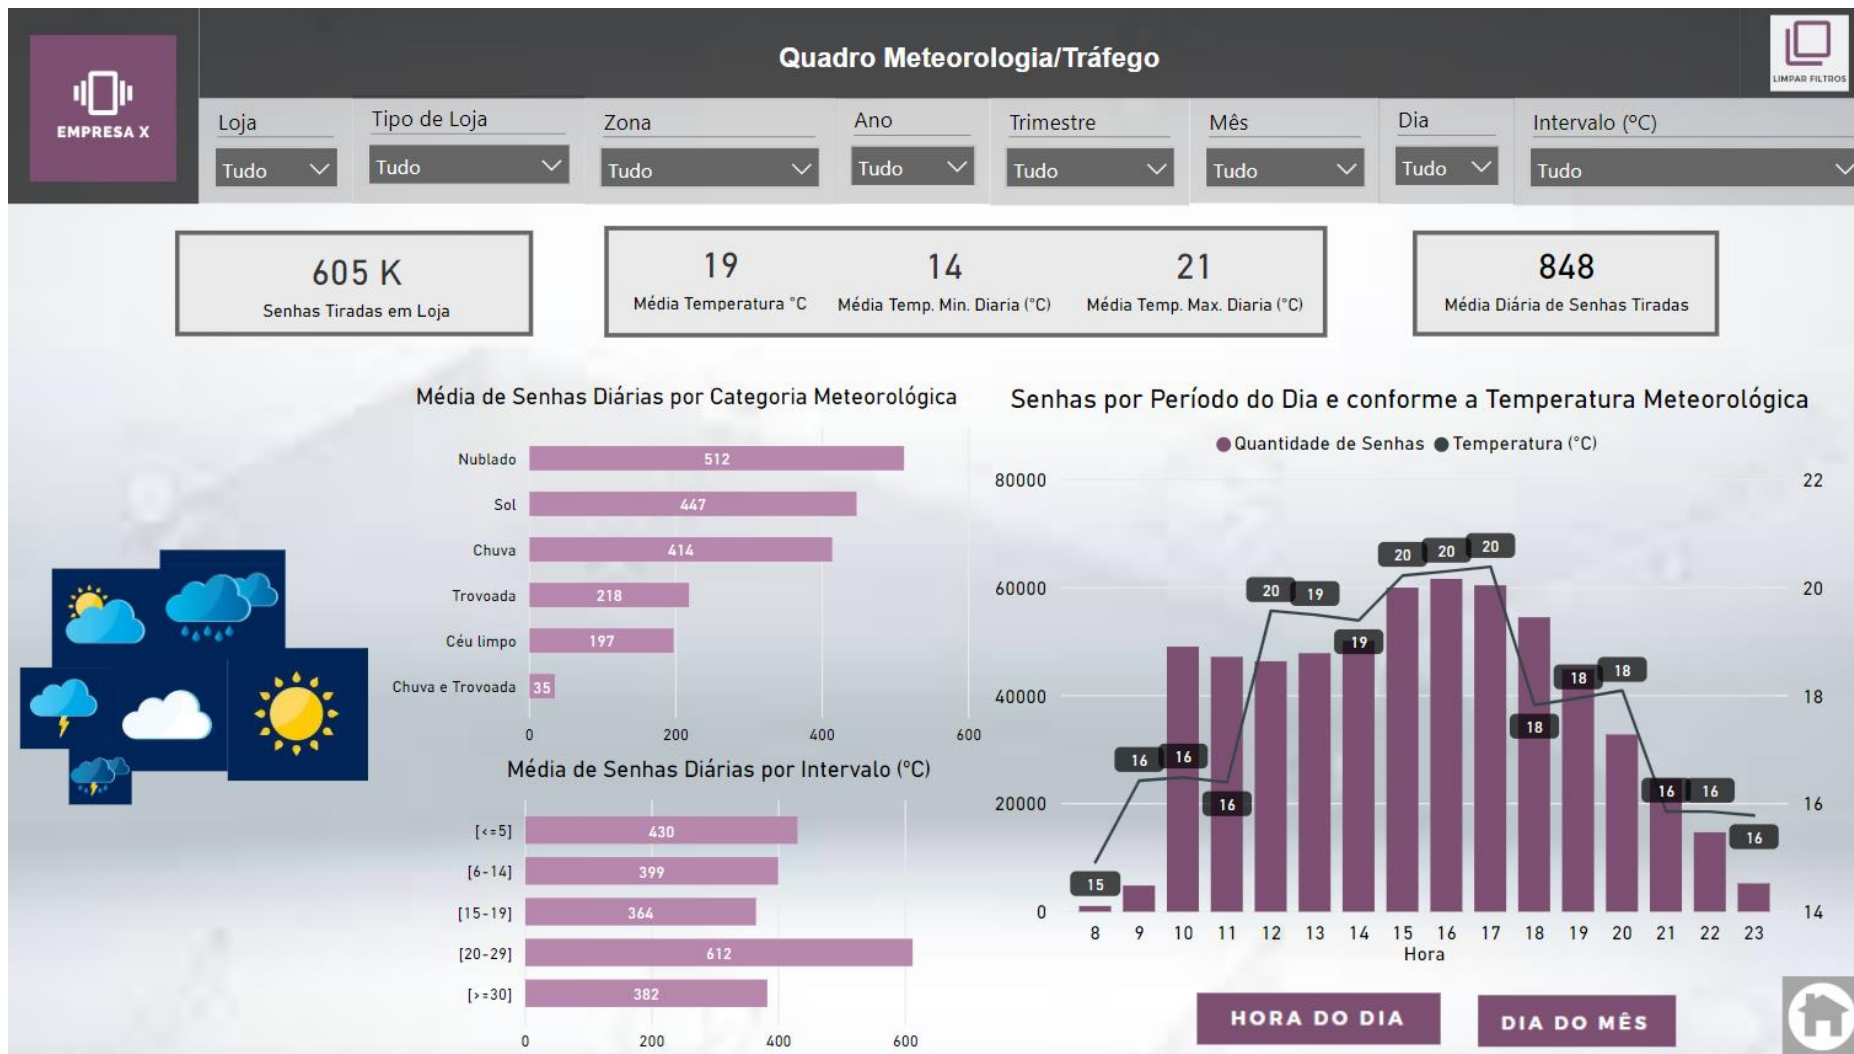 Quadro Meteorologia/Tráfego
LIMPAR FILTROS
EMPRESA X
Loja
Tudo
Tipo de Loja
Tudo
Zona
Tudo
Ano
Tudo
Trimestre
Tudo
Mês
Tudo
Dia
Tudo
Intervalo (ºC)
Tudo
605 K
Senhas Tiradas em Loja
19
Média Temperatura °C
14
Média Temp. Min. Diaria (°C)
21
Média Temp. Max. Diaria (°C)
848
Média Diária de Senhas Tiradas
Média de Senhas Diárias por Categoria Meteorológica
Nublado 512
Sol 447
Chuva 414
Trovoada 218
Céu limpo 197
Chuva e Trovoada 35
0 200 400 600
Média de Senhas Diárias por Intervalo (°C)
[<=5] 430
[6-14] 399
[15-19] 364
[20-29] 612
[>=30] 382
0 200 400 600
Senhas por Período do Dia e conforme a Temperatura Meteorológica
Quantidade de Senhas Temperatura (°C)
80000 22
60000 20
40000 18
20000 16
0 14
15 16 16 16 20 19 19 20 20 20 18 18 18 16 16 16
8 9 10 11 12 13 14 15 16 17 18 19 20 21 22 23
Hora
HORA DO DIA
DIA DO MÊS